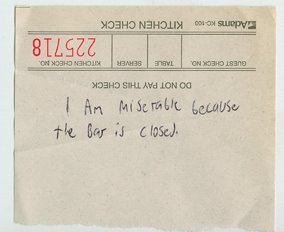 Adams KC-103 KITCHEN CHECK
225718
GUEST CHECK NO. TABLE SERVER KITCHEN CHECK NO.
DO NOT PAY THIS CHECK
I Am Miserable because
the Bar is closed.